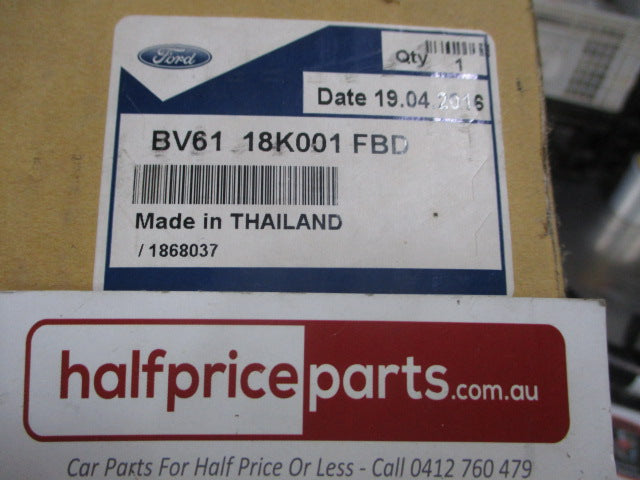 Ford
Qty 1
Date 19.04.2016
BV61 18K001 FBD
Made in THAILAND
/ 1868037
halfpriceparts.com.au
Car Parts For Half Price Or Less - Call 0412 760 479